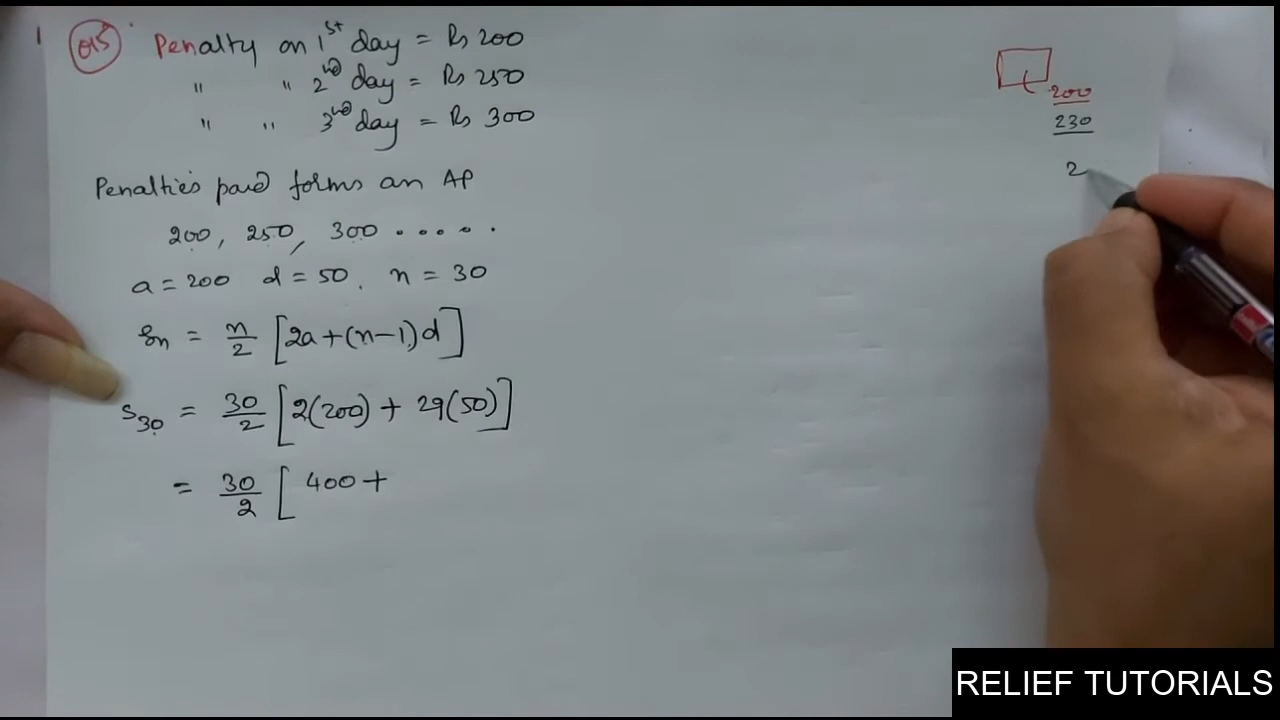 Q15 Penalty on 1st day = Rs 200
" " 2nd day = Rs 250
" " 3rd day = Rs 300
Penalties paid forms an AP
200, 250, 300 .....
a = 200 d = 50. n = 30
Sn = n/2 [2a+(n-1)d]
S30 = 30/2 [2(200) + 29(50)]
= 30/2 [ 400 +
200
230
2
RELIEF TUTORIALS